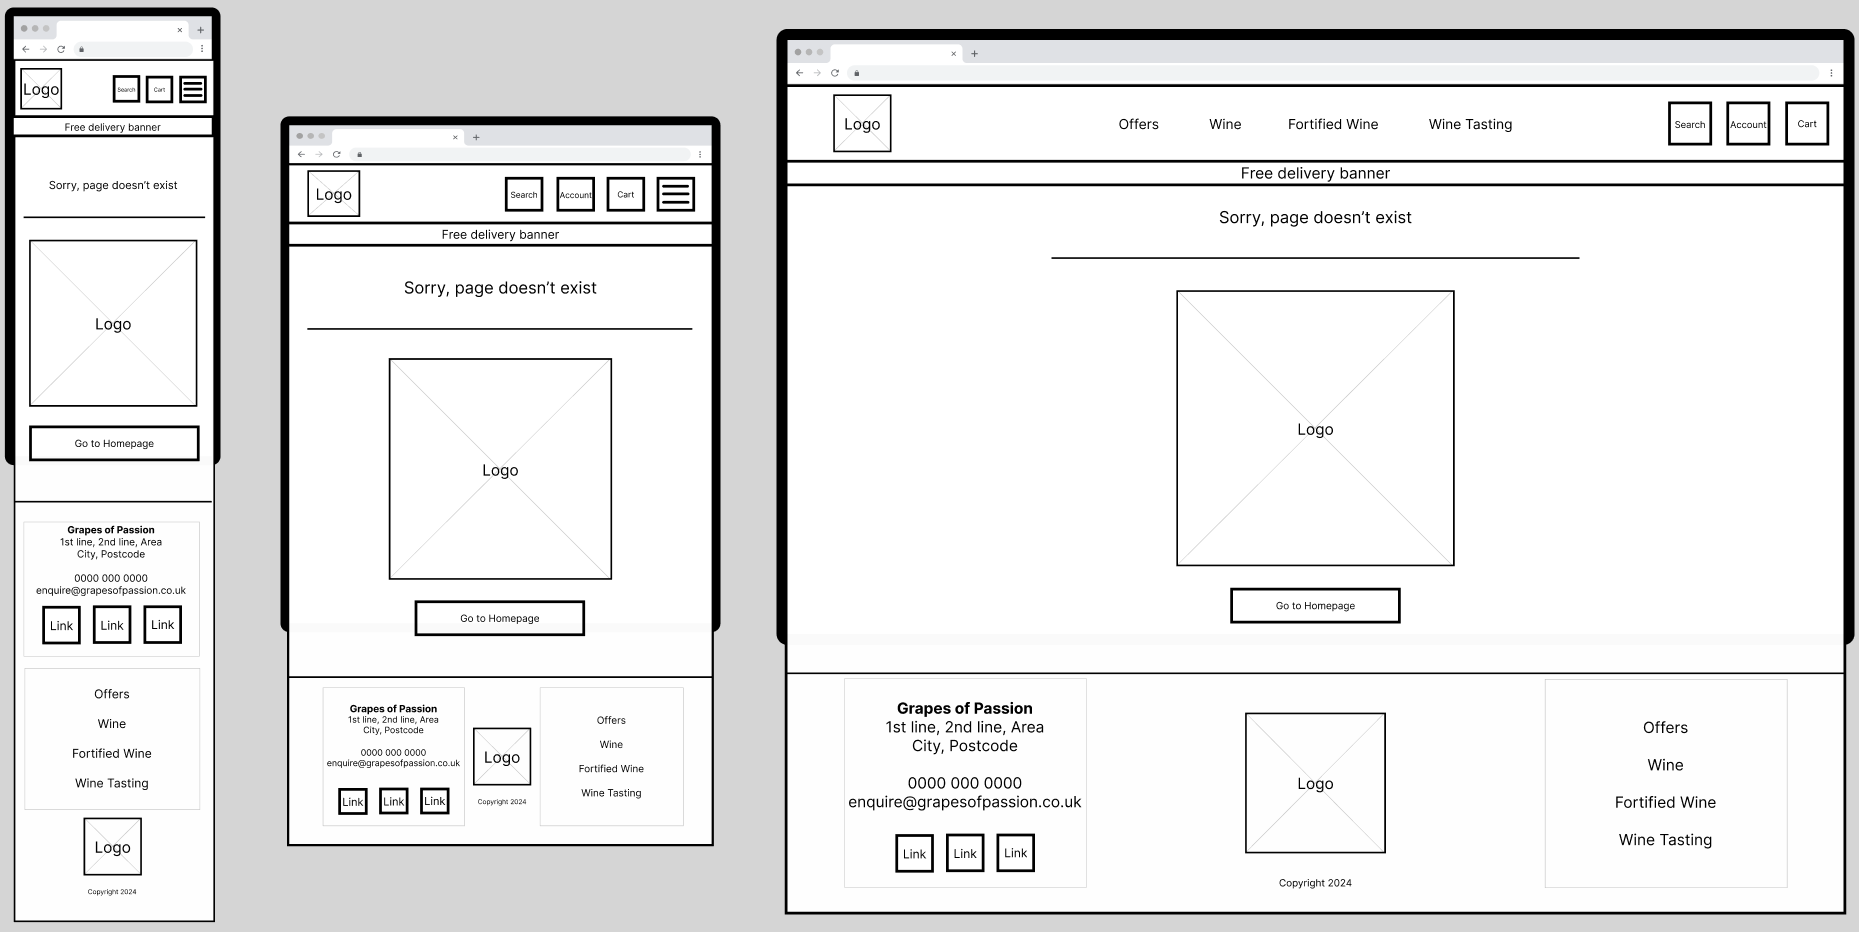 Logo
Search
Cart
Free delivery banner
Sorry, page doesn't exist
Logo
Go to Homepage
Grapes of Passion
1st line, 2nd line, Area
City, Postcode
0000 000 0000
enquire@grapesofpassion.co.uk
Link Link Link
Offers
Wine
Fortified Wine
Wine Tasting
Logo
Copyright 2024
Logo
Search
Account
Cart
Free delivery banner
Sorry, page doesn't exist
Logo
Go to Homepage
Grapes of Passion
1st line, 2nd line, Area
City, Postcode
0000 000 0000
enquire@grapesofpassion.co.uk
Link Link Link
Logo
Copyright 2024
Offers
Wine
Fortified Wine
Wine Tasting
Logo
Offers Wine Fortified Wine Wine Tasting
Search
Account
Cart
Free delivery banner
Sorry, page doesn't exist
Logo
Go to Homepage
Grapes of Passion
1st line, 2nd line, Area
City, Postcode
0000 000 0000
enquire@grapesofpassion.co.uk
Link Link Link
Logo
Copyright 2024
Offers
Wine
Fortified Wine
Wine Tasting